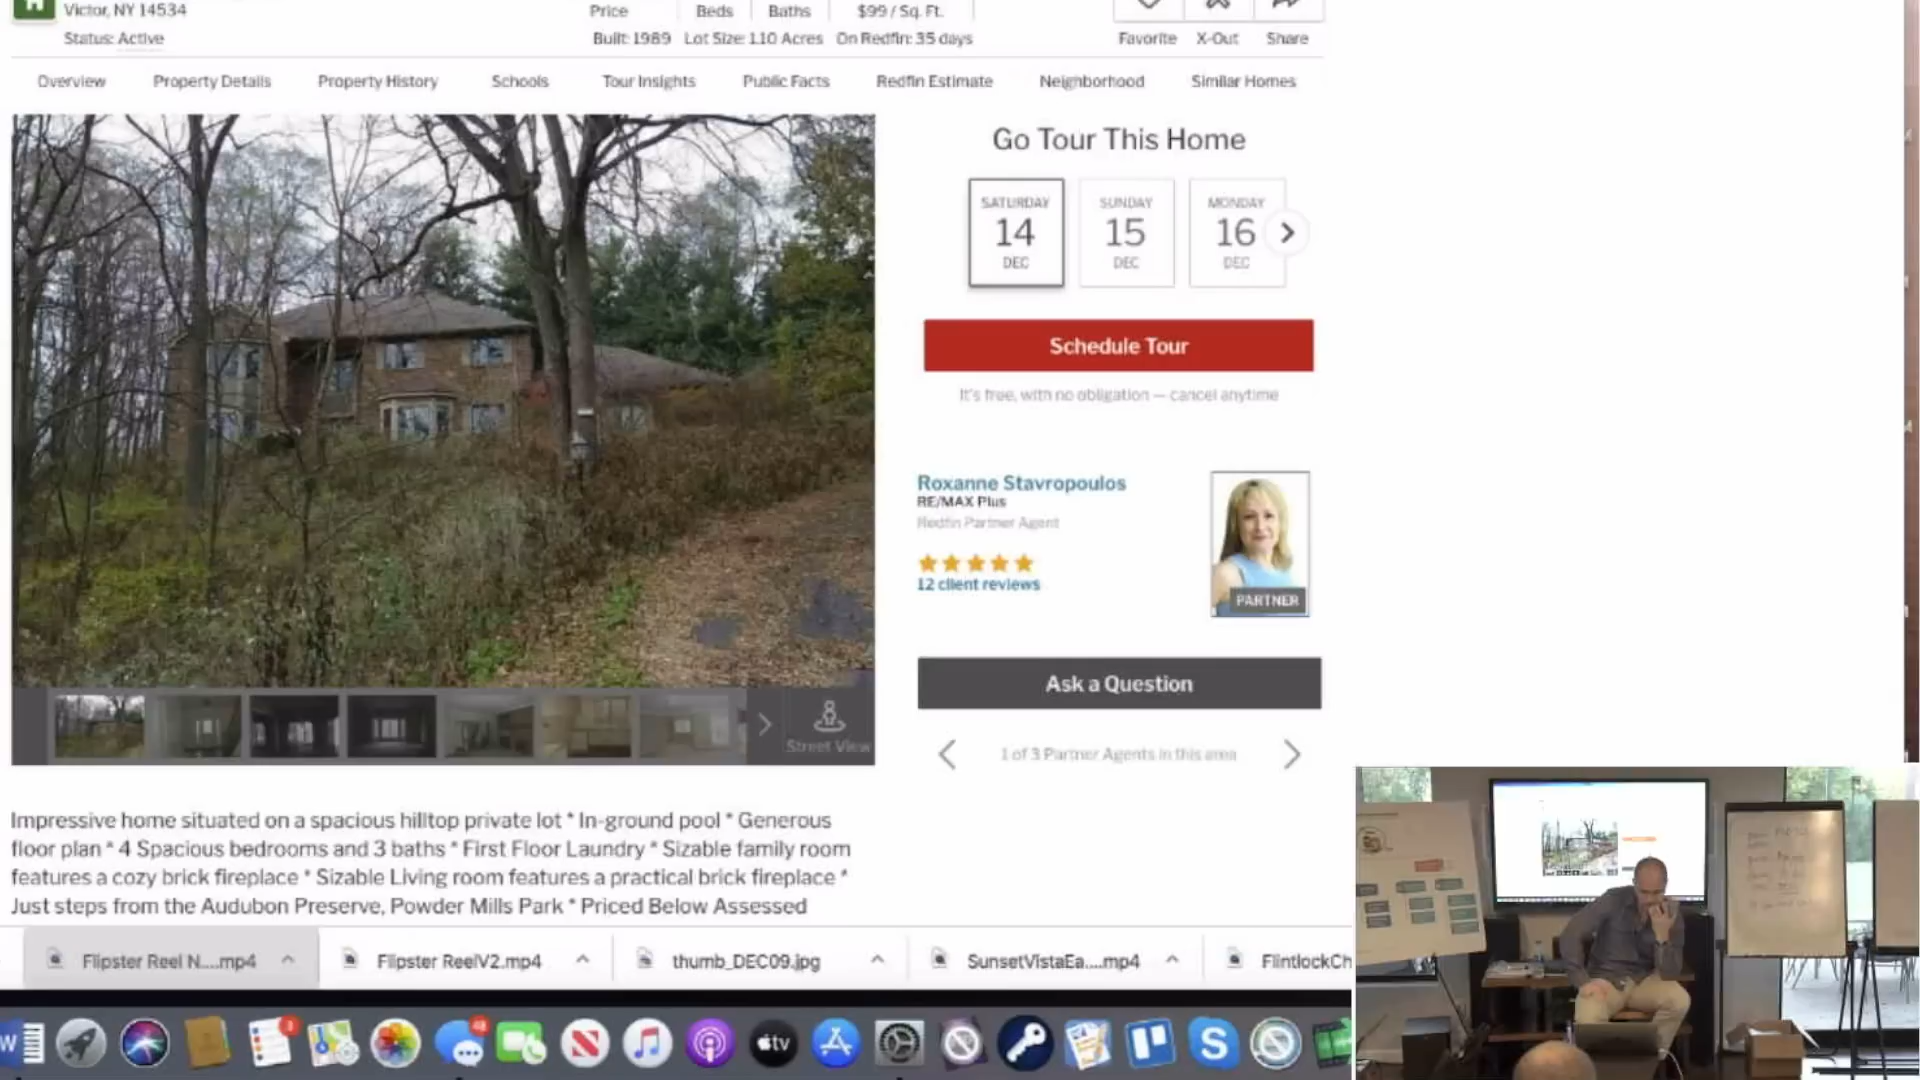 Victor, NY 14534
Status: Active
Price
Beds
Baths
$99 / Sq. Ft.
Built: 1989 Lot Size: 1.10 Acres On Redfin: 35 days
Favorite
X-Out
Share
Overview
Property Details
Property History
Schools
Tour Insights
Public Facts
Redfin Estimate
Neighborhood
Similar Homes
Go Tour This Home
SATURDAY
14
DEC
SUNDAY
15
DEC
MONDAY
16
DEC
Schedule Tour
It's free, with no obligation — cancel anytime
Roxanne Stavropoulos
RE/MAX Plus
Redfin Partner Agent
12 client reviews
PARTNER
Ask a Question
1 of 3 Partner Agents in this area
Street View
Impressive home situated on a spacious hilltop private lot * In-ground pool * Generous
floor plan * 4 Spacious bedrooms and 3 baths * First Floor Laundry * Sizable family room
features a cozy brick fireplace * Sizable Living room features a practical brick fireplace *
Just steps from the Audubon Preserve, Powder Mills Park * Priced Below Assessed
Flipster Reel N....mp4
Flipster ReelV2.mp4
thumb_DEC09.jpg
SunsetVistaEa....mp4
FlintlockCh
W
3
48
tv
S